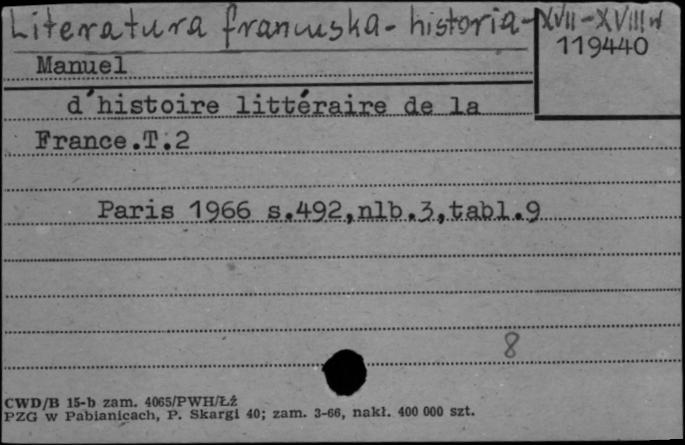 Literatura francuska - historia - XVII - XVIII w
119440
Manuel
d'histoire littéraire de la
France.T.2
Paris 1966 s.492,nlb.3,tabl.9
8
CWD/B 15-b zam. 4065/PWH/Łź
PZG w Pabianicach, P. Skargi 40; zam. 3-66, nakł. 400 000 szt.